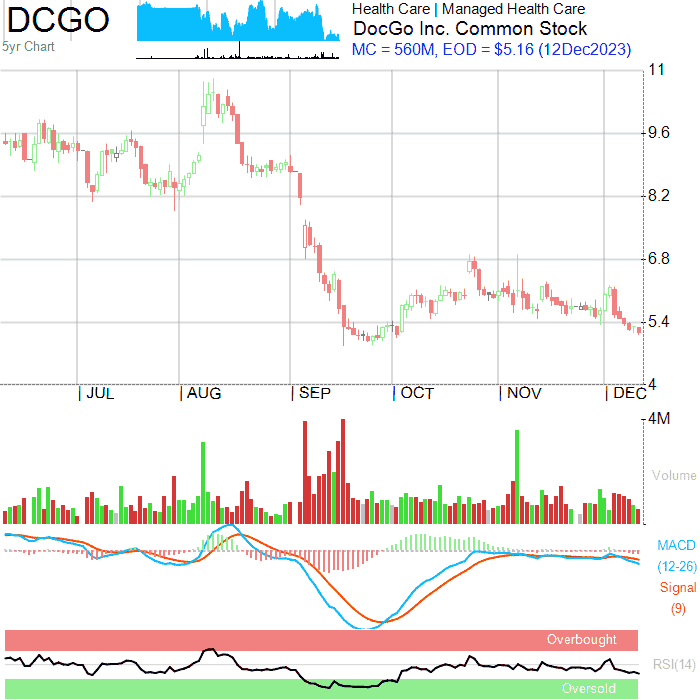 DCGO
5yr Chart
Health Care | Managed Health Care
DocGo Inc. Common Stock
MC = 560M, EOD = $5.16 (12Dec2023)
11
9.6
8.2
6.8
5.4
4
JUL AUG SEP OCT NOV DEC
4M
Volume
MACD
(12-26)
Signal
(9)
Overbought
RSI(14)
Oversold